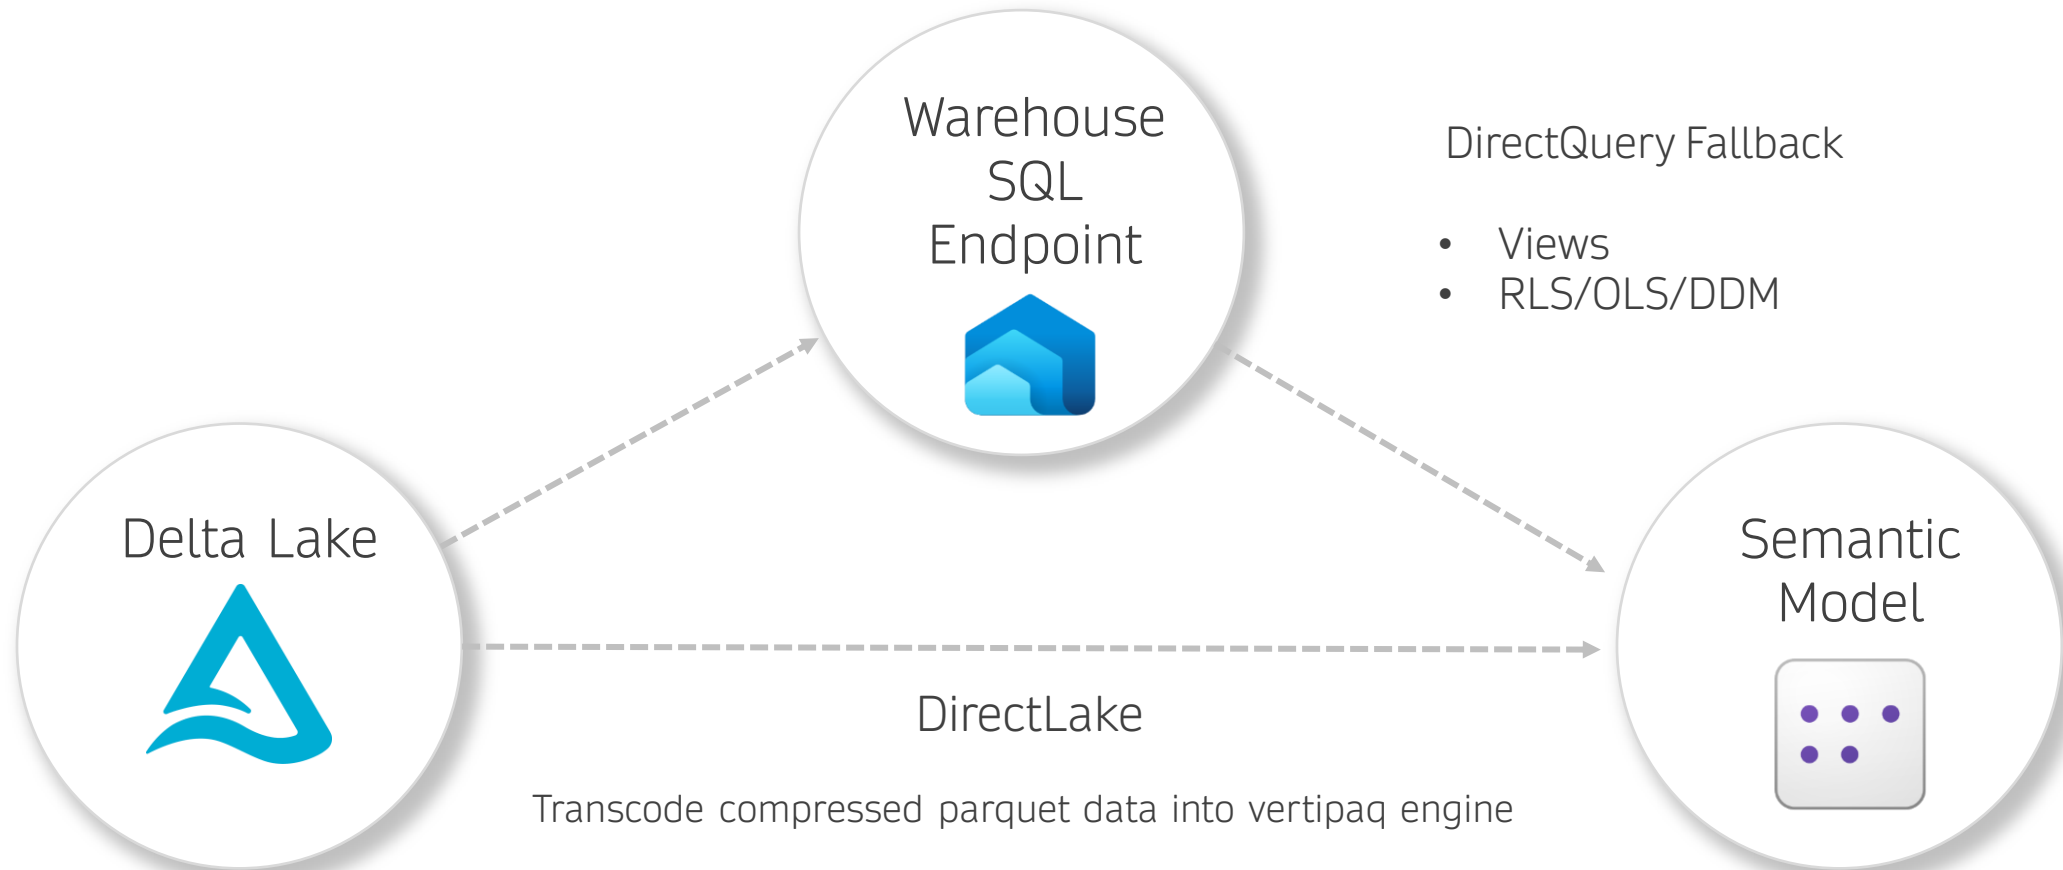 Warehouse
SQL
Endpoint
DirectQuery Fallback
• Views
• RLS/OLS/DDM
Delta Lake
Semantic
Model
DirectLake
Transcode compressed parquet data into vertipaq engine